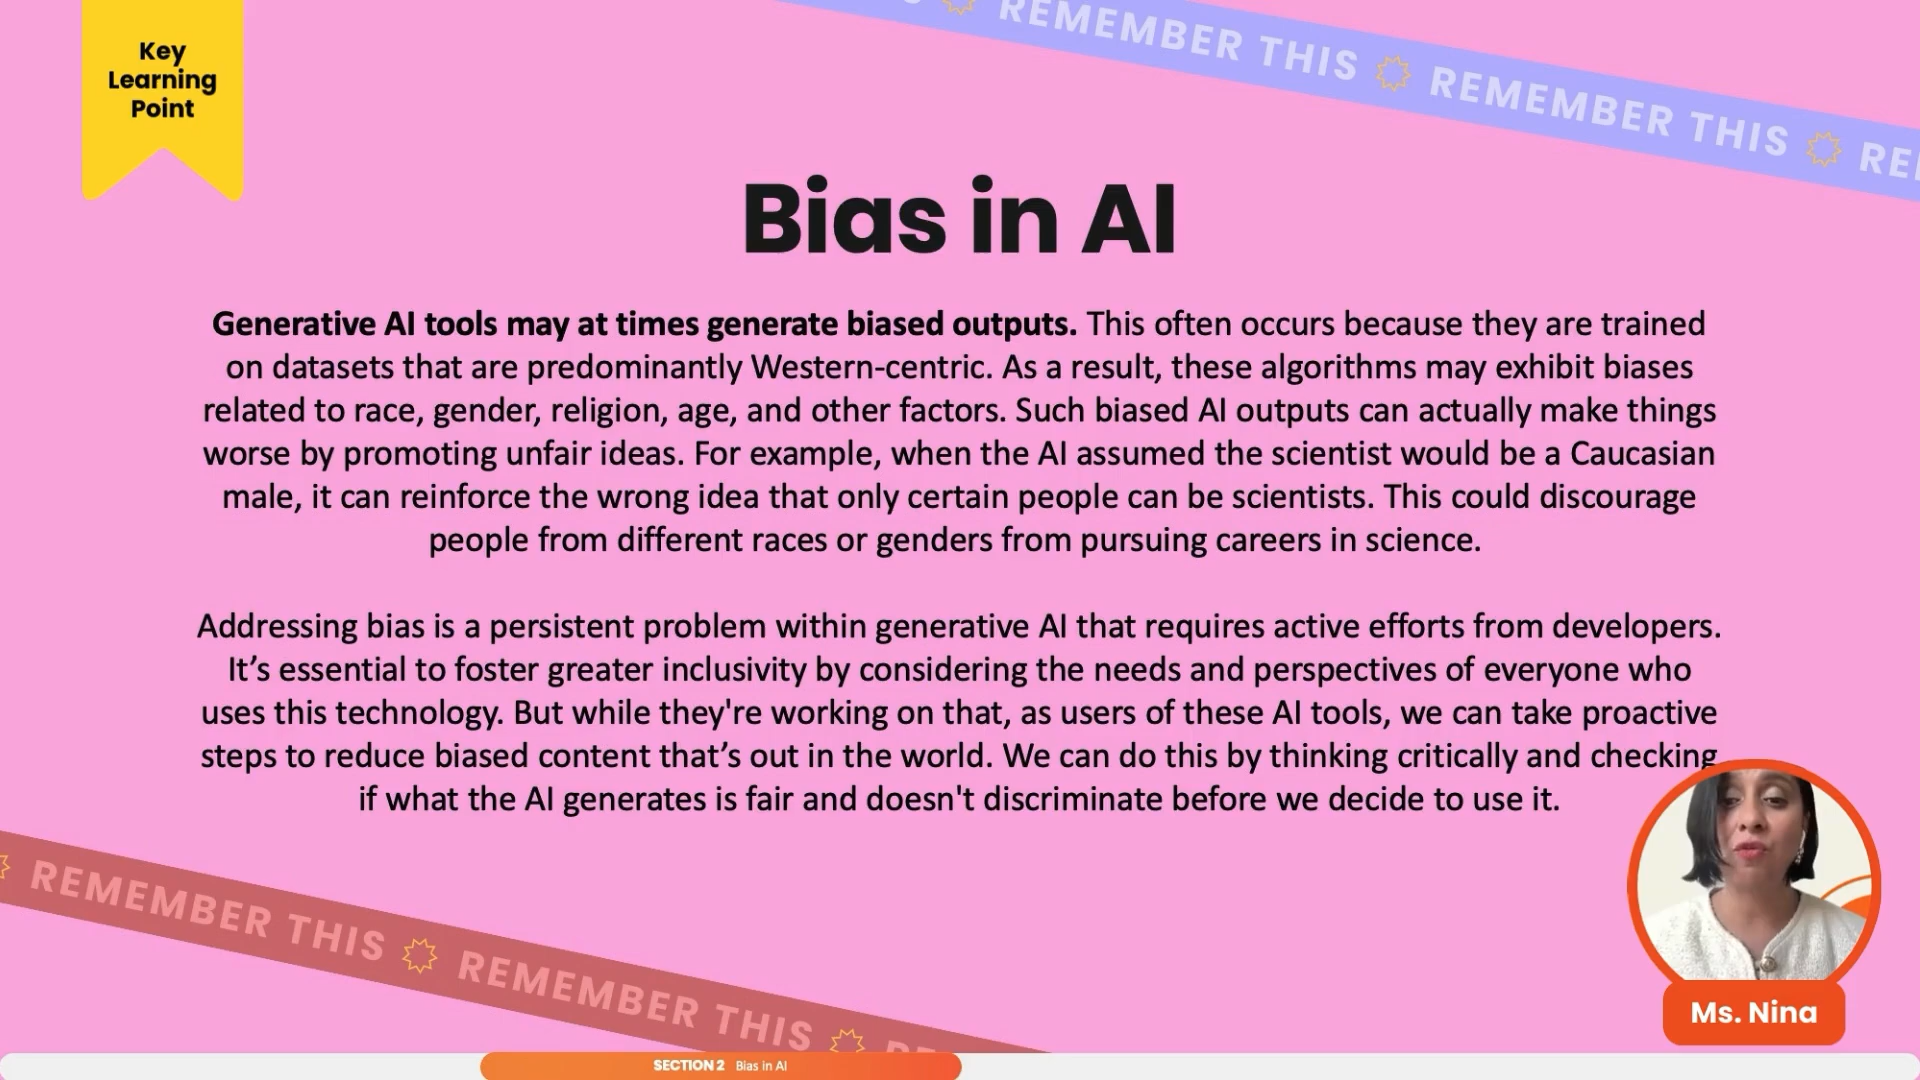 Key
Learning
Point
REMEMBER THIS REMEMBER THIS
Bias in AI
Generative AI tools may at times generate biased outputs. This often occurs because they are trained
on datasets that are predominantly Western-centric. As a result, these algorithms may exhibit biases
related to race, gender, religion, age, and other factors. Such biased AI outputs can actually make things
worse by promoting unfair ideas. For example, when the AI assumed the scientist would be a Caucasian
male, it can reinforce the wrong idea that only certain people can be scientists. This could discourage
people from different races or genders from pursuing careers in science.
Addressing bias is a persistent problem within generative AI that requires active efforts from developers.
It’s essential to foster greater inclusivity by considering the needs and perspectives of everyone who
uses this technology. But while they're working on that, as users of these AI tools, we can take proactive
steps to reduce biased content that’s out in the world. We can do this by thinking critically and checking
if what the AI generates is fair and doesn't discriminate before we decide to use it.
REMEMBER THIS REMEMBER THIS
Ms. Nina
SECTION 2 Bias in AI